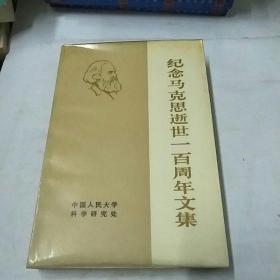 纪念马克思逝世一百周年文集
中国人民大学
科学研究处